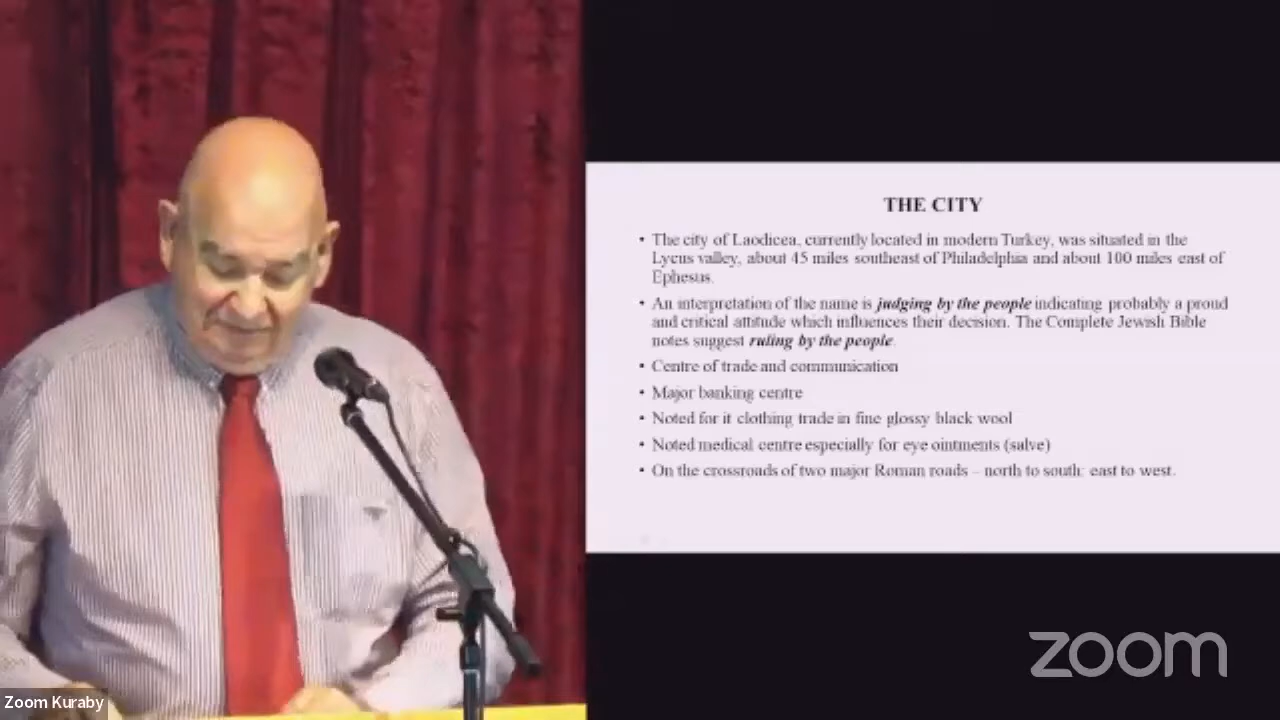 THE CITY
• The city of Laodicea, currently located in modern Turkey, was situated in the
Lycus valley, about 45 miles southeast of Philadelphia and about 100 miles east of
Ephesus.
• An interpretation of the name is judging by the people indicating probably a proud
and critical attitude which influences their decision. The Complete Jewish Bible
notes suggest ruling by the people.
• Centre of trade and communication
• Major banking centre
• Noted for it clothing trade in fine glossy black wool
• Noted medical centre especially for eye ointments (salve)
• On the crossroads of two major Roman roads – north to south: east to west.
zoom
Zoom Kuraby